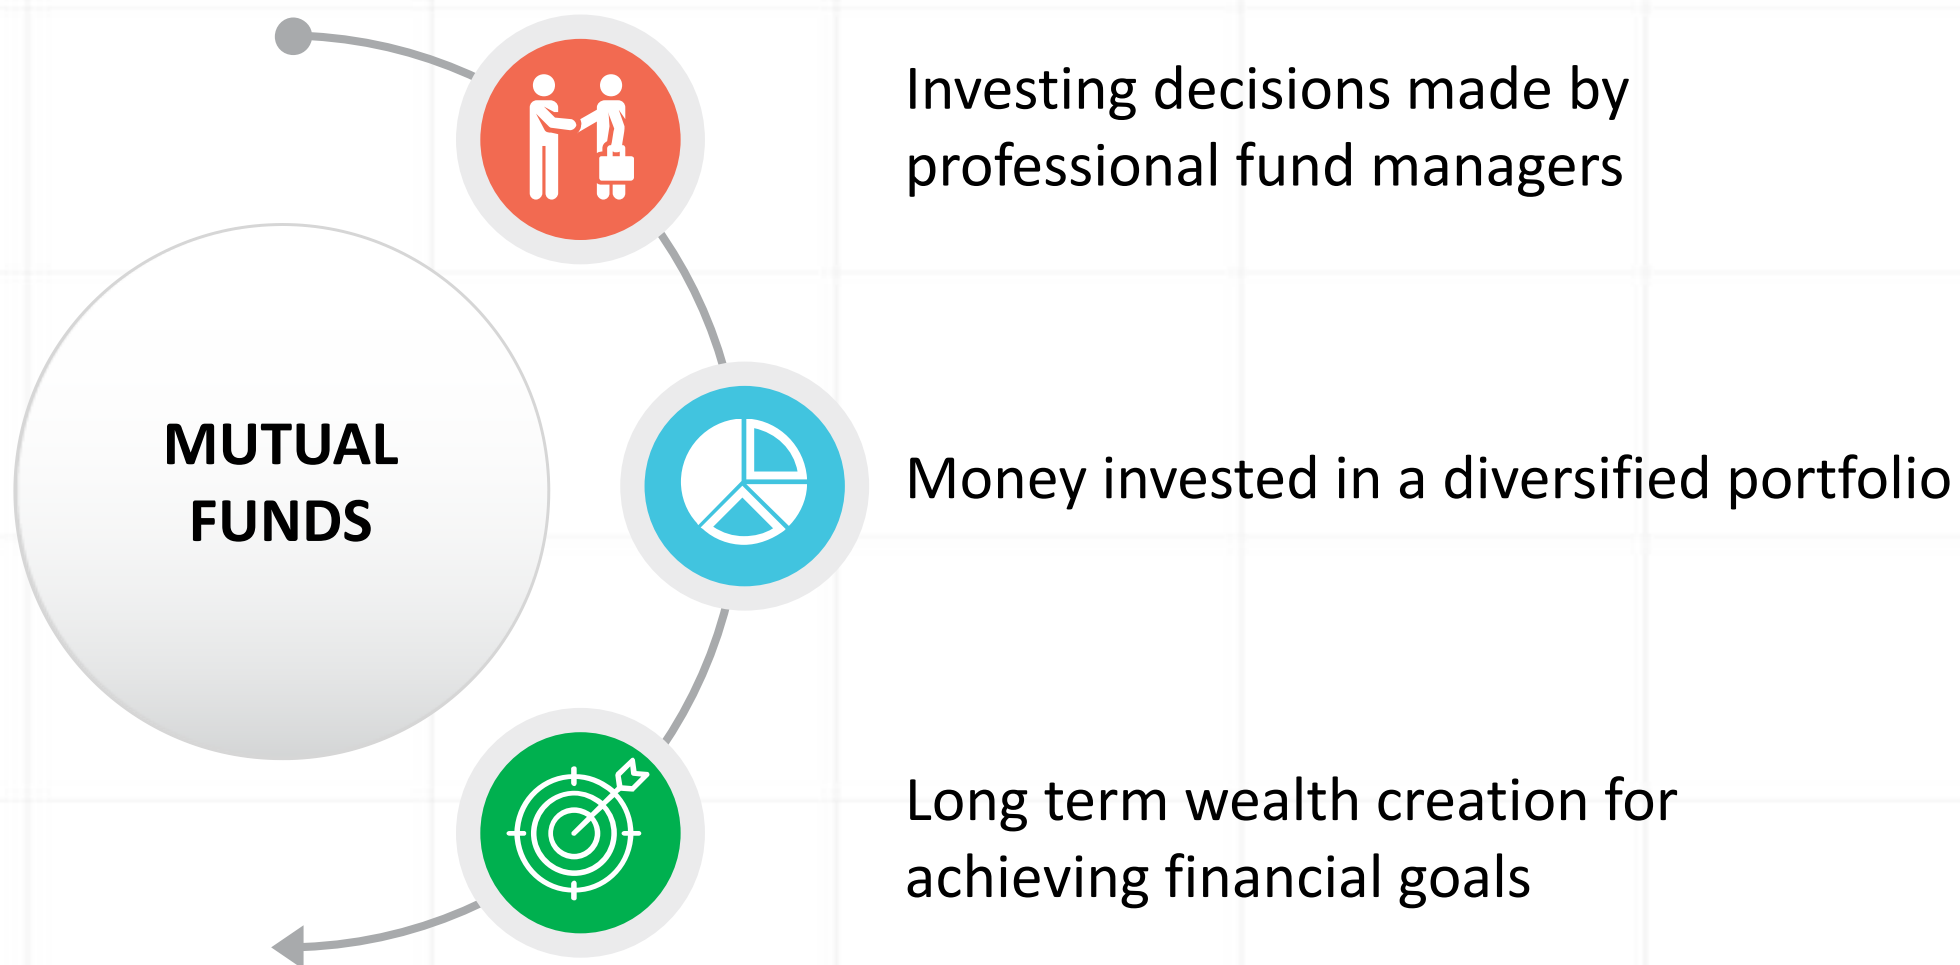 MUTUAL
FUNDS
Investing decisions made by
professional fund managers
Money invested in a diversified portfolio
Long term wealth creation for
achieving financial goals